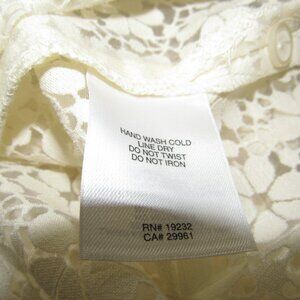 HAND WASH COLD
LINE DRY
DO NOT TWIST
DO NOT IRON
RN# 19232
CA# 29961